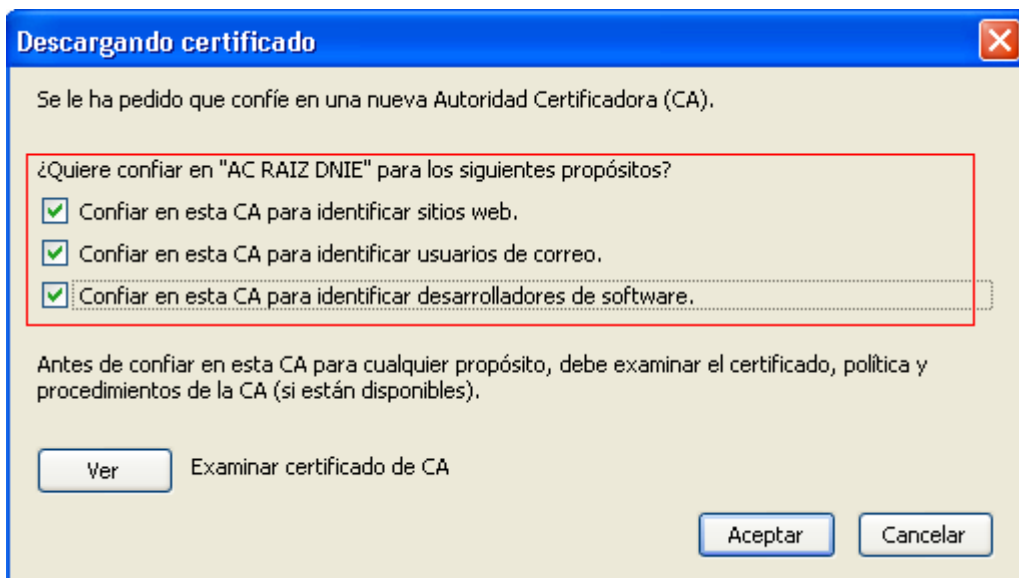 Descargando certificado
Se le ha pedido que confíe en una nueva Autoridad Certificadora (CA).
¿Quiere confiar en "AC RAIZ DNIE" para los siguientes propósitos?
Confiar en esta CA para identificar sitios web.
Confiar en esta CA para identificar usuarios de correo.
Confiar en esta CA para identificar desarrolladores de software.
Antes de confiar en esta CA para cualquier propósito, debe examinar el certificado, política y
procedimientos de la CA (si están disponibles).
Ver Examinar certificado de CA
Aceptar Cancelar